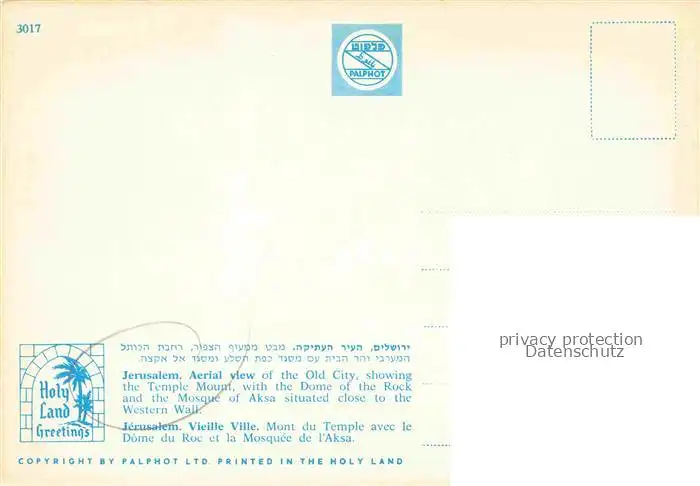 3017
פלפוט
PALPHOT
privacy protection
Datenschutz
ירושלים, העיר העתיקה. מבט ממעוף הצפור, רחבת הכותל
המערבי והר הבית עם מסגד כפת הסלע ומסגד אל אקצה.
Jerusalem. Aerial view of the Old City, showing
the Temple Mount, with the Dome of the Rock
and the Mosque of Aksa situated close to the
Western Wall.
Jérusalem. Vieille Ville. Mont du Temple avec le
Dôme du Roc et la Mosquée de l'Aksa.
Holy
Land
Greetings
COPYRIGHT BY PALPHOT LTD. PRINTED IN THE HOLY LAND